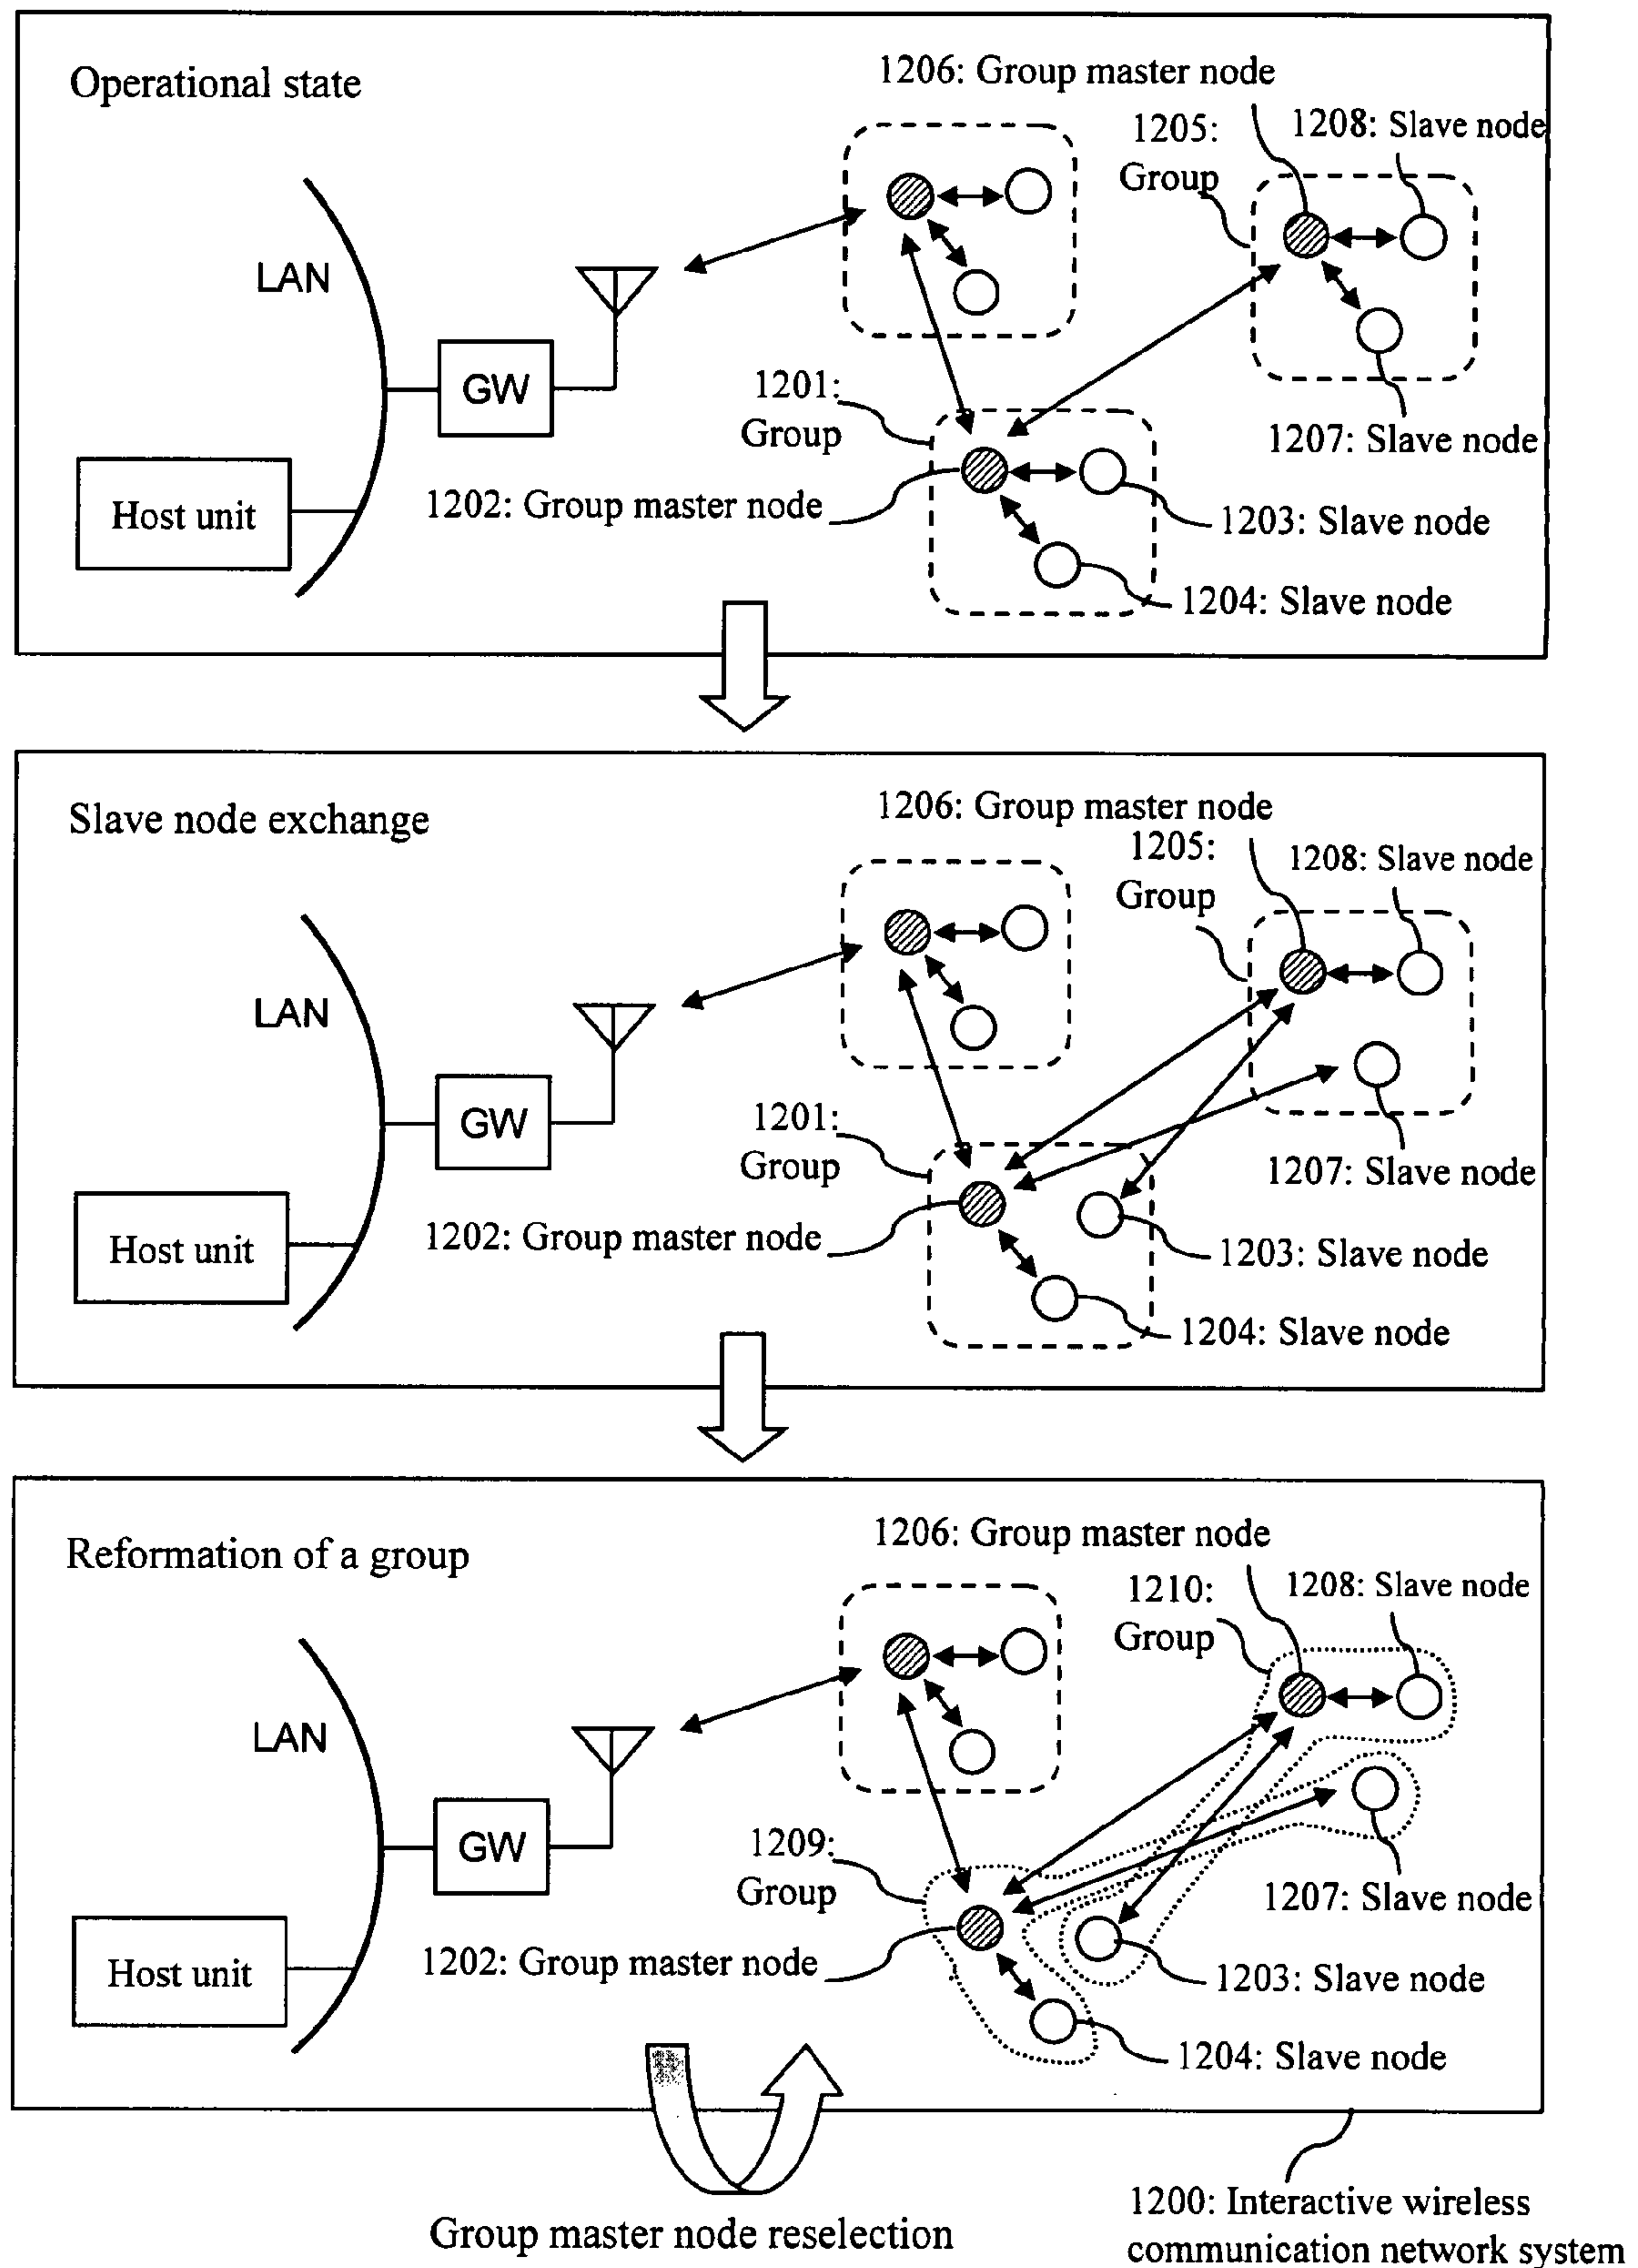 Operational state
1206: Group master node
1205:
Group
1208: Slave node
LAN
GW
Host unit
1201:
Group
1207: Slave node
1202: Group master node
1203: Slave node
1204: Slave node
Slave node exchange
1206: Group master node
1205:
Group
1208: Slave node
LAN
GW
Host unit
1201:
Group
1207: Slave node
1202: Group master node
1203: Slave node
1204: Slave node
Reformation of a group
1206: Group master node
1210:
Group
1208: Slave node
LAN
GW
Host unit
1209:
Group
1207: Slave node
1202: Group master node
1203: Slave node
1204: Slave node
Group master node reselection
1200: Interactive wireless
communication network system